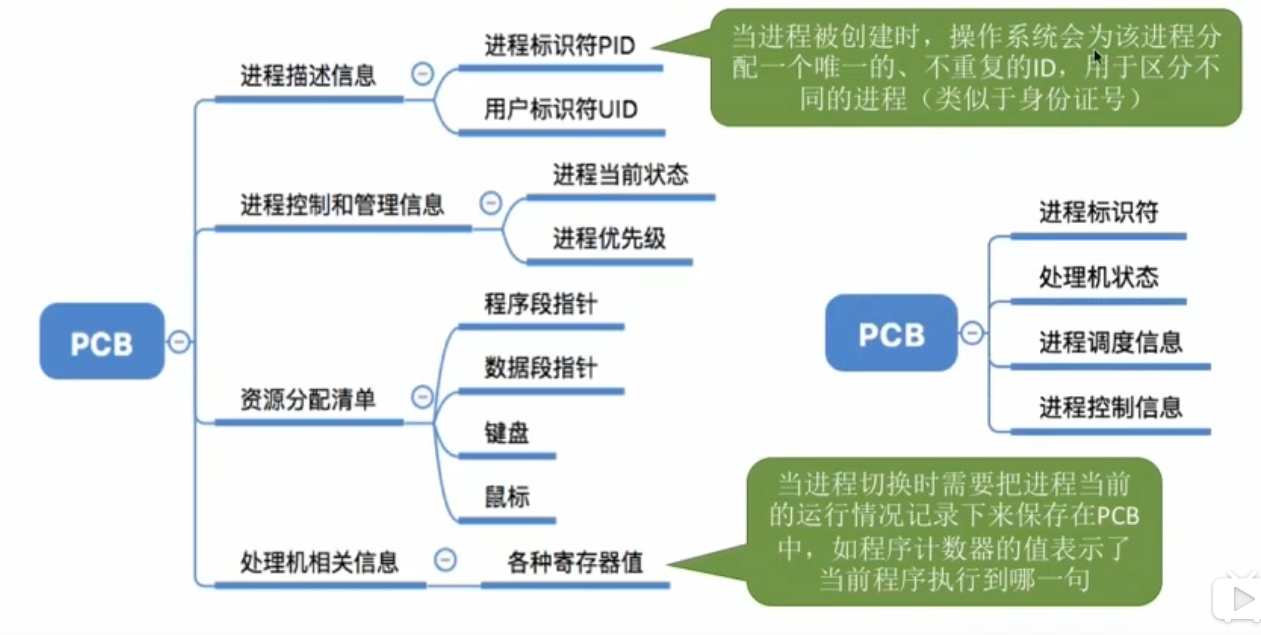 PCB
进程描述信息
进程标识符PID
用户标识符UID
当进程被创建时，操作系统会为该进程分
配一个唯一的、不重复的ID，用于区分不
同的进程（类似于身份证号）
进程控制和管理信息
进程当前状态
进程优先级
资源分配清单
程序段指针
数据段指针
键盘
鼠标
处理机相关信息
各种寄存器值
当进程切换时需要把进程当前
的运行情况记录下来保存在PCB
中，如程序计数器的值表示了
当前程序执行到哪一句
PCB
进程标识符
处理机状态
进程调度信息
进程控制信息